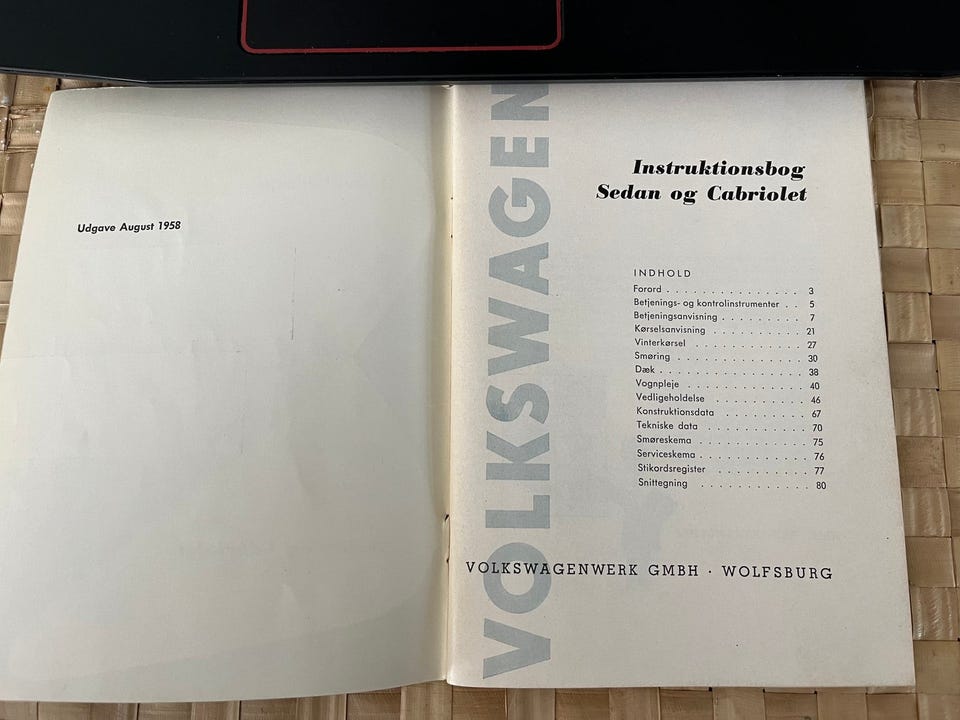 Udgave August 1958
VOLKSWAGEN
Instruktionsbog
Sedan og Cabriolet
INDHOLD
Forord . . . . . . . . . . . . . . . 3
Betjenings- og kontrolinstrumenter . . 5
Betjeningsanvisning . . . . . . . . . 7
Kørselsanvisning . . . . . . . . . . 21
Vinterkørsel . . . . . . . . . . . . 27
Smøring . . . . . . . . . . . . . . 30
Dæk . . . . . . . . . . . . . . . . 38
Vognpleje . . . . . . . . . . . . . 40
Vedligeholdelse . . . . . . . . . . 46
Konstruktionsdata . . . . . . . . . 67
Tekniske data . . . . . . . . . . . 70
Smøreskema . . . . . . . . . . . . 75
Serviceskema . . . . . . . . . . . . 76
Stikordsregister . . . . . . . . . . 77
Snittegning . . . . . . . . . . . . 80
VOLKSWAGENWERK GMBH · WOLFSBURG